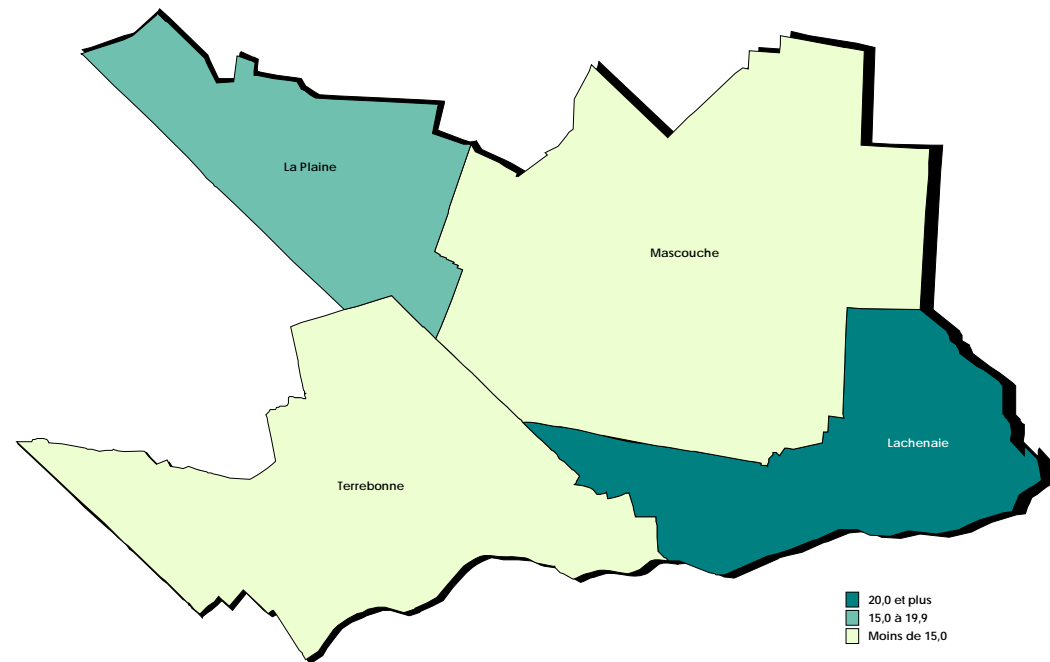 La Plaine
Mascouche
Lachenaie
Terrebonne
20,0 et plus
15,0 à 19,9
Moins de 15,0